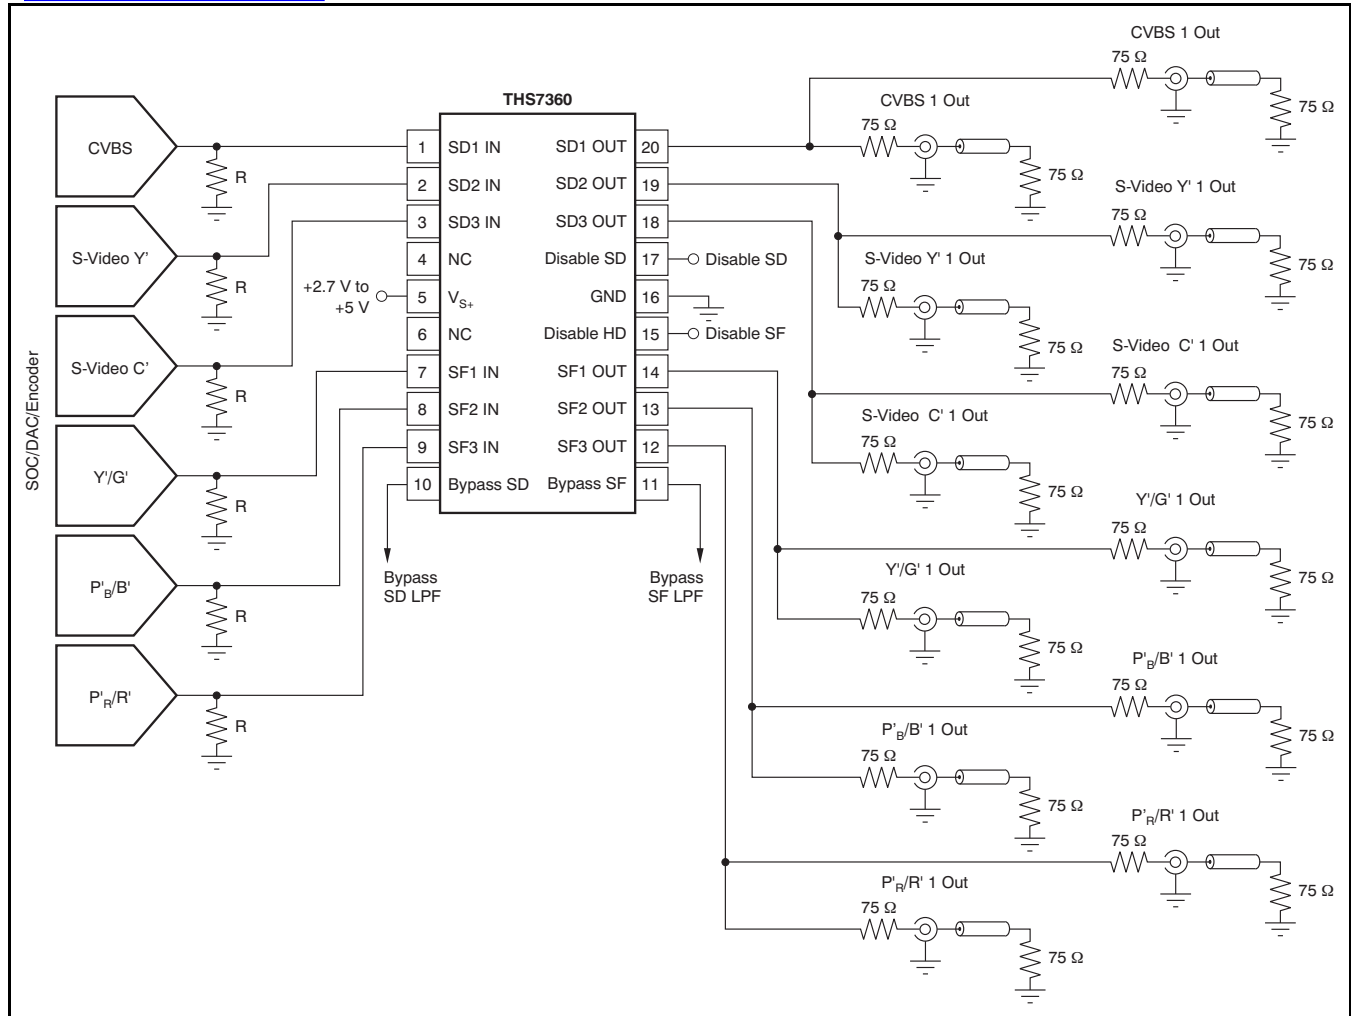 CVBS 1 Out
75 Ω
75 Ω
THS7360
CVBS 1 Out
75 Ω
75 Ω
CVBS
R
1 SD1 IN SD1 OUT 20
2 SD2 IN SD2 OUT 19
3 SD3 IN SD3 OUT 18
4 NC Disable SD 17 Disable SD
+2.7 V to
+5 V
5 VS+ GND 16
6 NC Disable HD 15 Disable SF
7 SF1 IN SF1 OUT 14
8 SF2 IN SF2 OUT 13
9 SF3 IN SF3 OUT 12
10 Bypass SD Bypass SF 11
Bypass
SD LPF
Bypass
SF LPF
SOC/DAC/Encoder
S-Video Y'
R
S-Video C'
R
Y'/G'
R
P'B/B'
R
P'R/R'
R
S-Video Y' 1 Out
75 Ω
75 Ω
S-Video Y' 1 Out
75 Ω
75 Ω
S-Video C' 1 Out
75 Ω
75 Ω
S-Video C' 1 Out
75 Ω
75 Ω
Y'/G' 1 Out
75 Ω
75 Ω
Y'/G' 1 Out
75 Ω
75 Ω
P'B/B' 1 Out
75 Ω
75 Ω
P'B/B' 1 Out
75 Ω
75 Ω
P'R/R' 1 Out
75 Ω
75 Ω
P'R/R' 1 Out
75 Ω
75 Ω